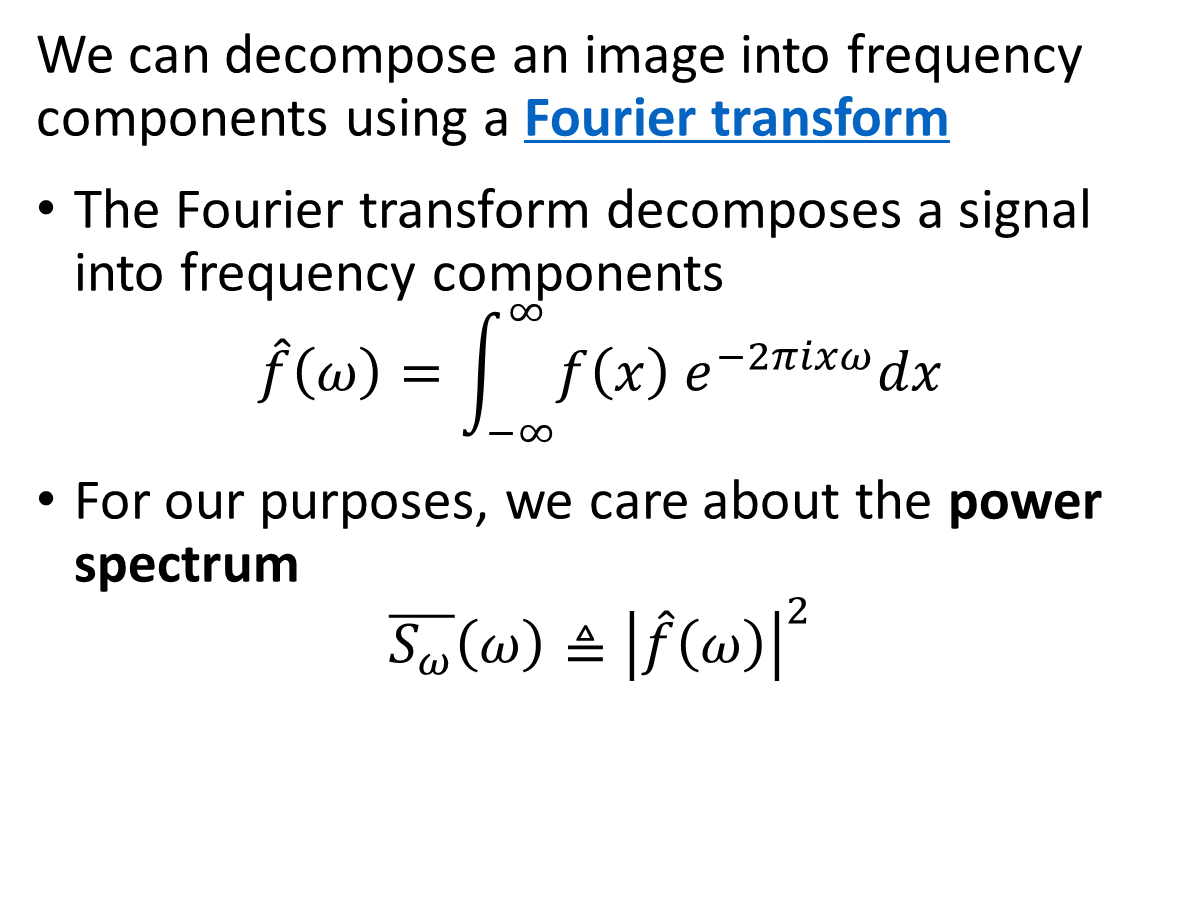 We can decompose an image into frequency
components using a Fourier transform
• The Fourier transform decomposes a signal
into frequency components
f̂(ω) = ∫_{−∞}^{∞} f(x) e^{−2πixω} dx
• For our purposes, we care about the power
spectrum
\overline{S_ω}(ω) ≜ |f̂(ω)|²